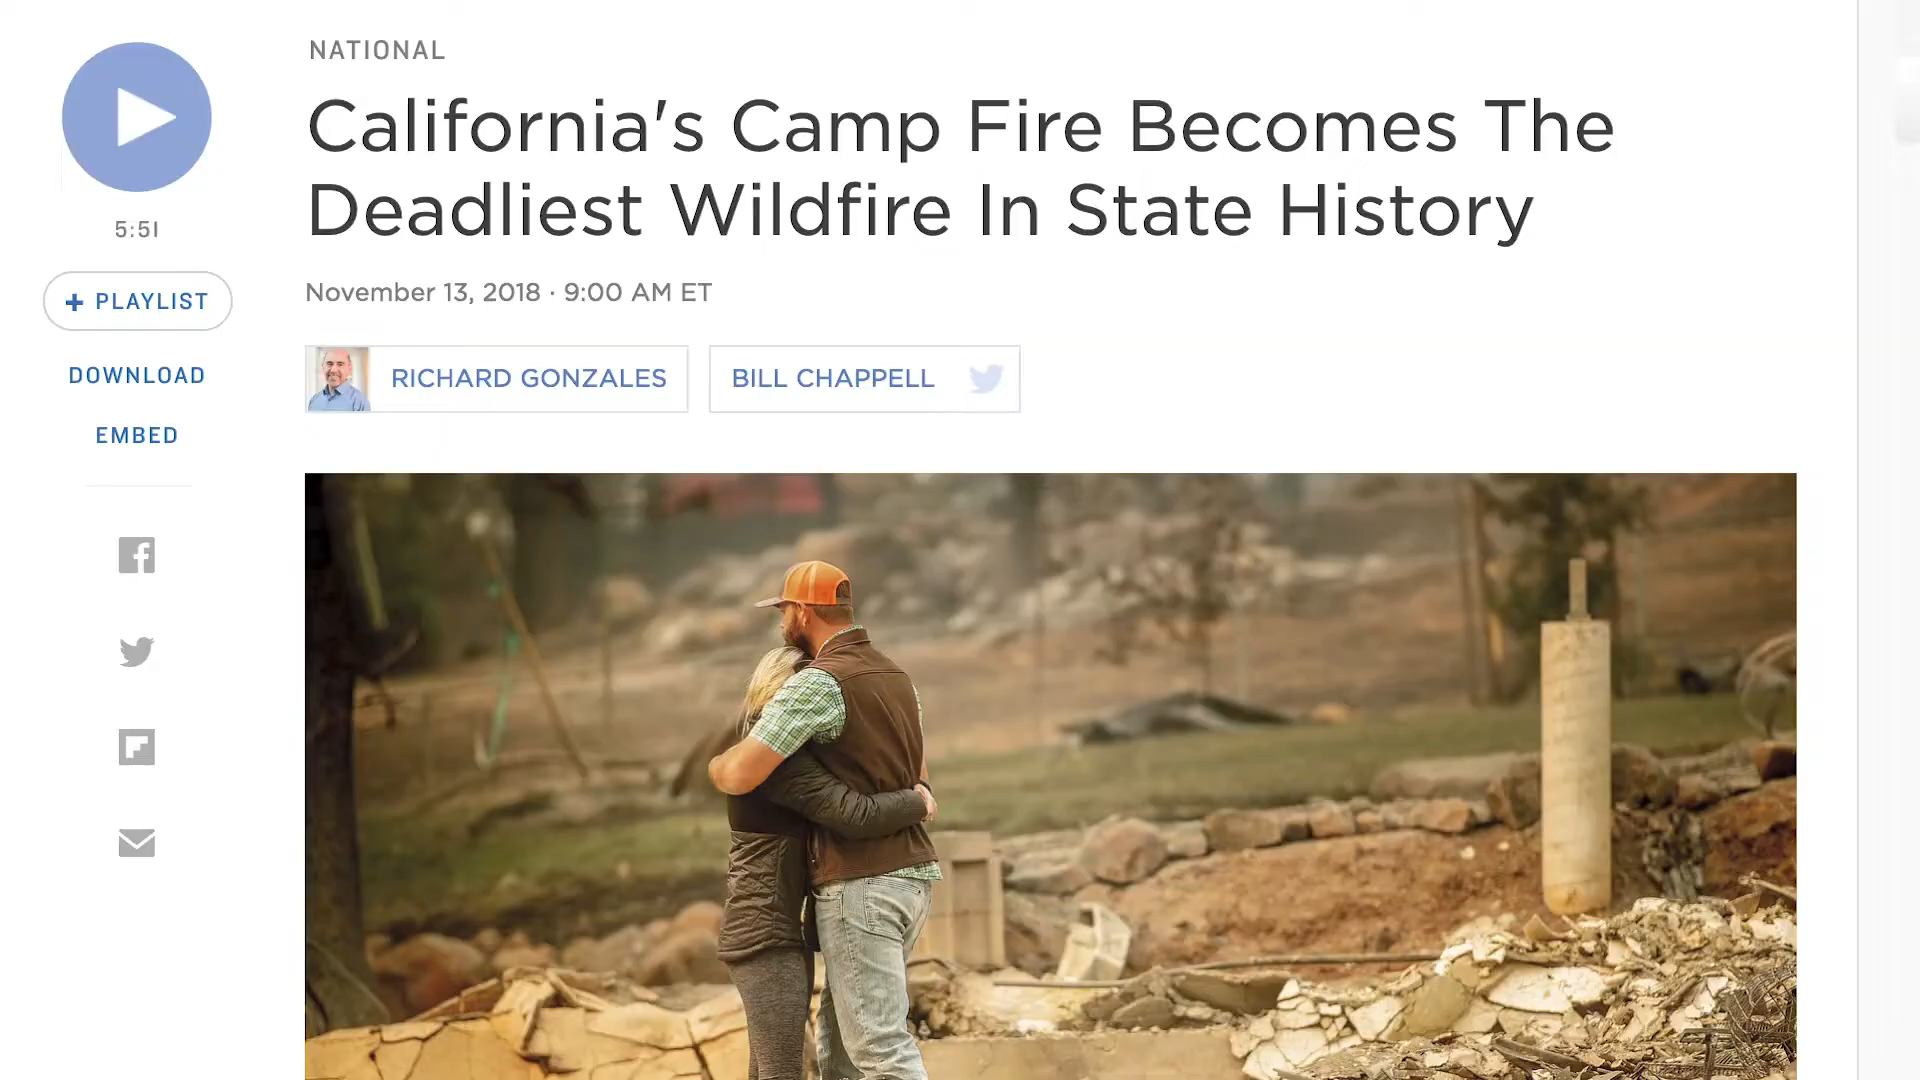 NATIONAL
California's Camp Fire Becomes The
Deadliest Wildfire In State History
5:51
November 13, 2018 · 9:00 AM ET
+ PLAYLIST
RICHARD GONZALES
BILL CHAPPELL
DOWNLOAD
EMBED